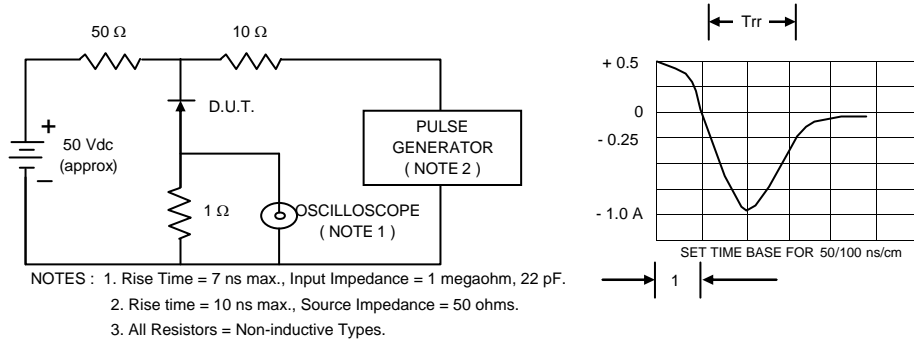 50 Ω
10 Ω
Trr
D.U.T.
+
50 Vdc
(approx)
−
1 Ω
OSCILLOSCOPE
( NOTE 1 )
PULSE
GENERATOR
( NOTE 2 )
+ 0.5
0
- 0.25
- 1.0 A
SET TIME BASE FOR 50/100 ns/cm
1
NOTES : 1. Rise Time = 7 ns max., Input Impedance = 1 megaohm, 22 pF.
2. Rise time = 10 ns max., Source Impedance = 50 ohms.
3. All Resistors = Non-inductive Types.